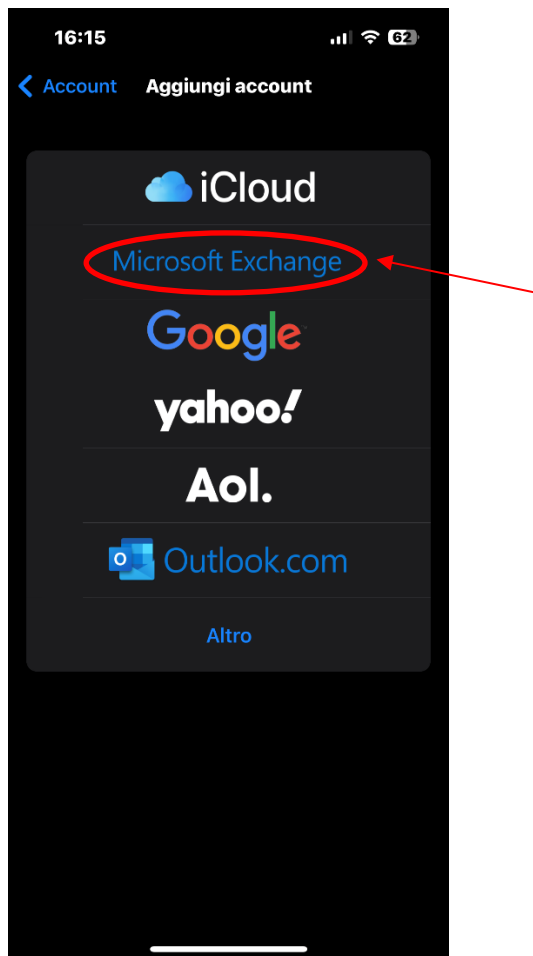 16:15
62
Account
Aggiungi account
iCloud
Microsoft Exchange
Google
yahoo!
Aol.
O
Outlook.com
Altro